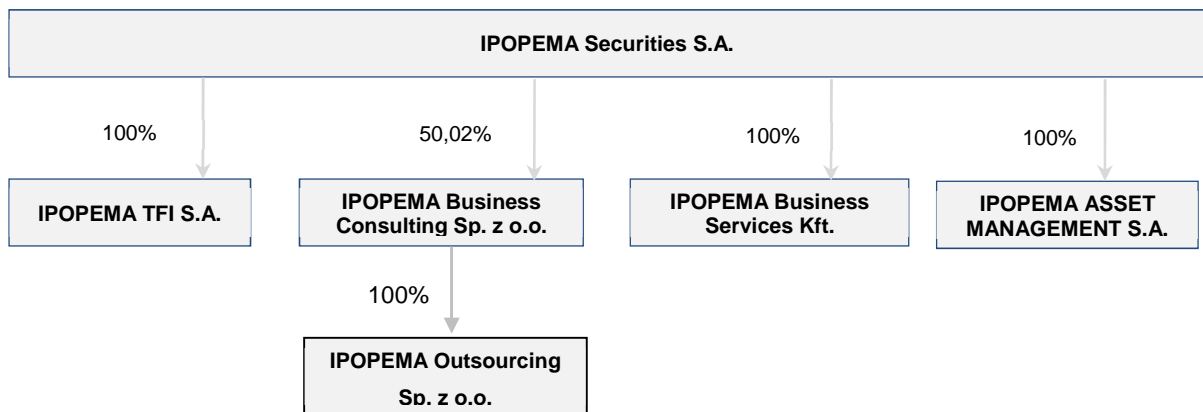 IPOPEMA Securities S.A.
100%
50,02%
100%
100%
IPOPEMA TFI S.A.
IPOPEMA Business
Consulting Sp. z o.o.
IPOPEMA Business
Services Kft.
IPOPEMA ASSET
MANAGEMENT S.A.
100%
IPOPEMA Outsourcing
Sp. z o.o.